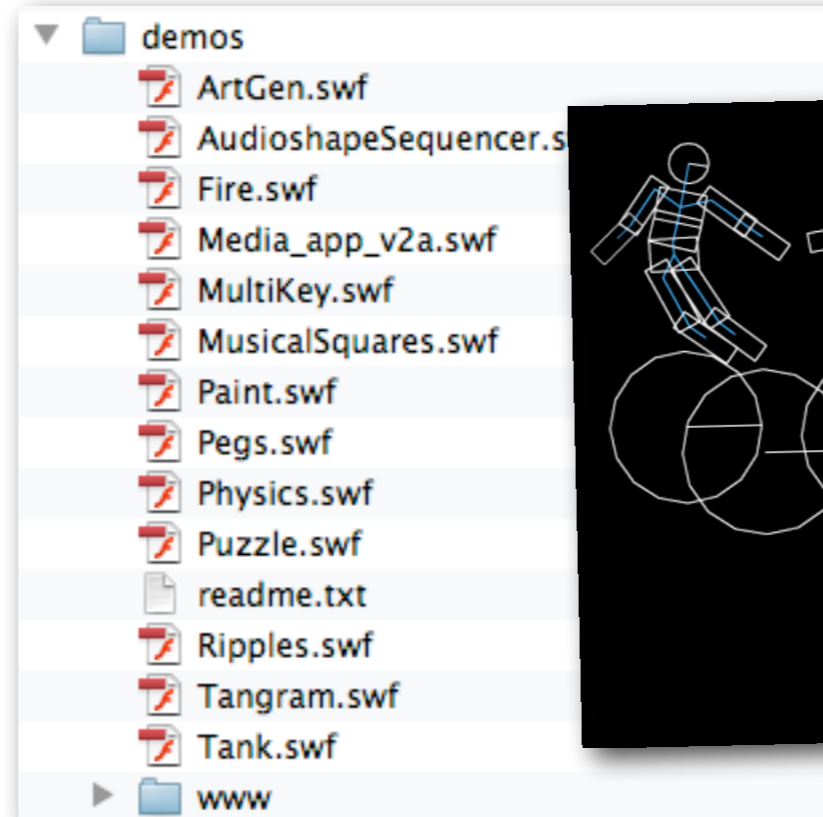 demos
ArtGen.swf
AudioshapeSequencer.s
Fire.swf
Media_app_v2a.swf
MultiKey.swf
MusicalSquares.swf
Paint.swf
Pegs.swf
Physics.swf
Puzzle.swf
readme.txt
Ripples.swf
Tangram.swf
Tank.swf
www